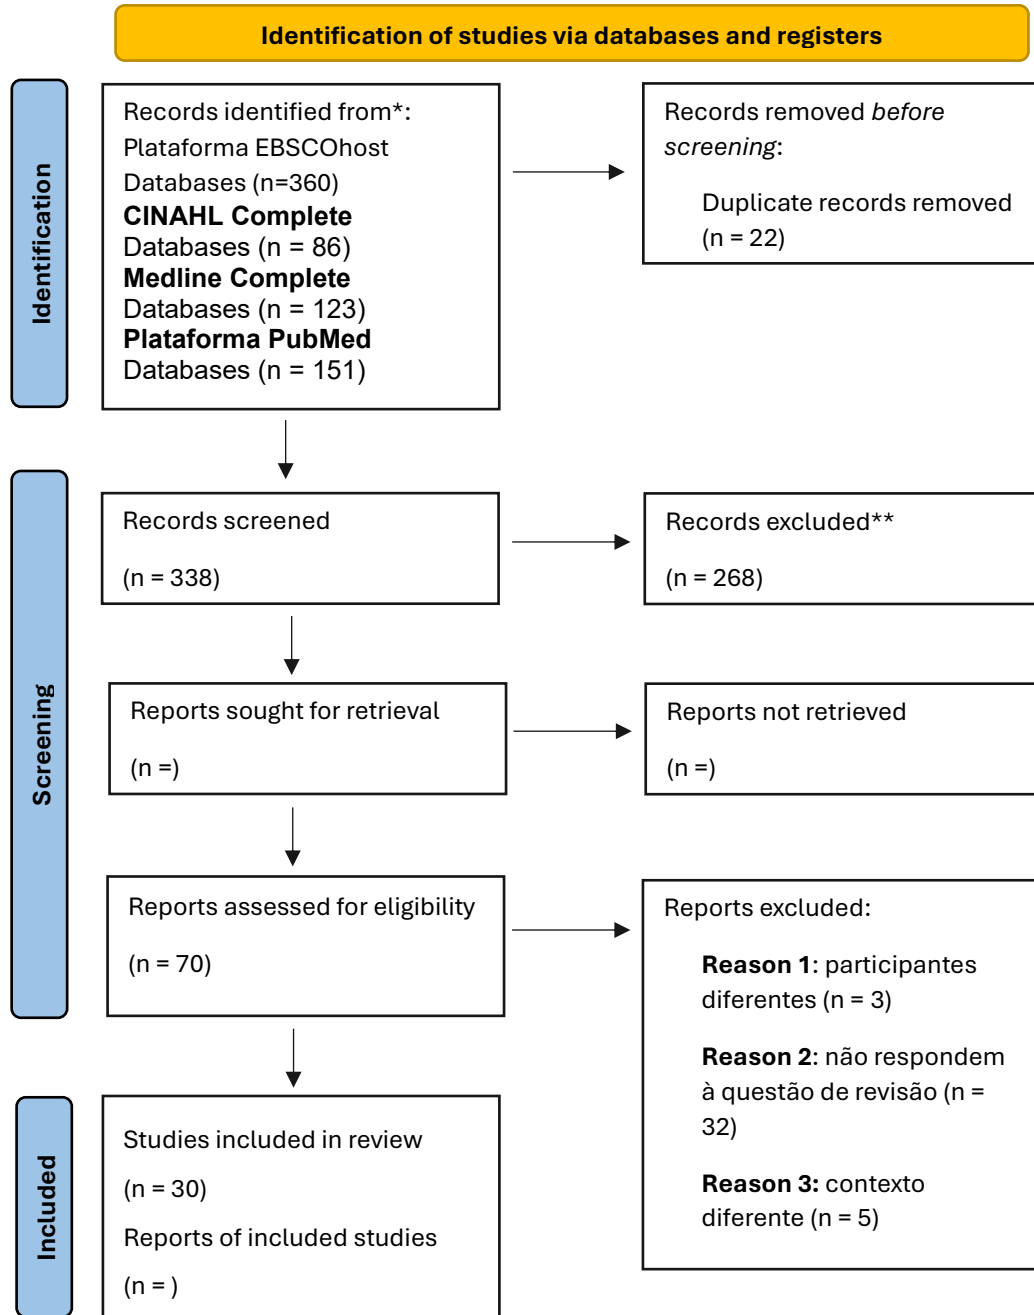 Identification of studies via databases and registers
Identification
Records identified from*:
Plataforma EBSCOhost
Databases (n=360)
CINAHL Complete
Databases (n = 86)
Medline Complete
Databases (n = 123)
Plataforma PubMed
Databases (n = 151)
Records removed before
screening:
Duplicate records removed
(n = 22)
Screening
Records screened
(n = 338)
Records excluded**
(n = 268)
Reports sought for retrieval
(n =)
Reports not retrieved
(n =)
Reports assessed for eligibility
(n = 70)
Reports excluded:
Reason 1: participantes
diferentes (n = 3)
Reason 2: não respondem
à questão de revisão (n =
32)
Reason 3: contexto
diferente (n = 5)
Included
Studies included in review
(n = 30)
Reports of included studies
(n = )